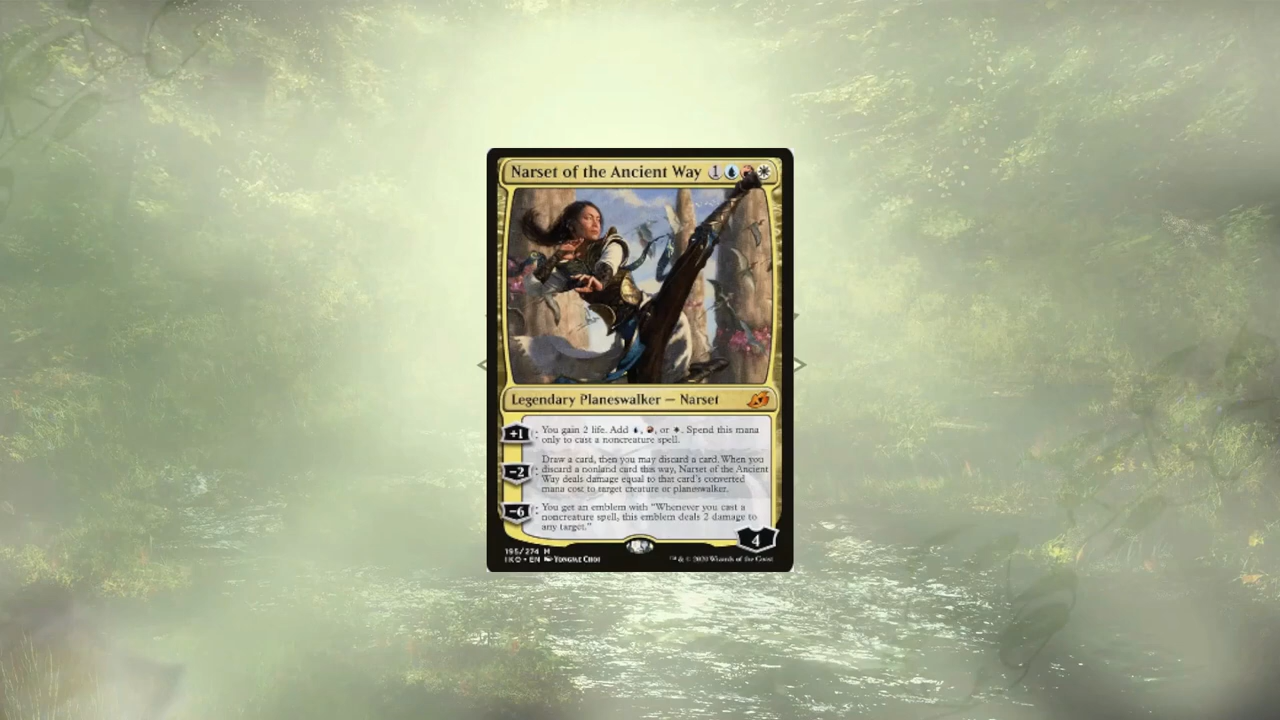 Narset of the Ancient Way 1
Legendary Planeswalker — Narset
+1: You gain 2 life. Add , , or . Spend this mana
only to cast a noncreature spell.
Draw a card, then you may discard a card. When you
−2: discard a nonland card this way, Narset of the Ancient
Way deals damage equal to that card's converted
mana cost to target creature or planeswalker.
−6: You get an emblem with "Whenever you cast a
noncreature spell, this emblem deals 2 damage to
any target."
4
195/274 M
IKO • EN Yongjae Choi ™ & © 2020 Wizards of the Coast